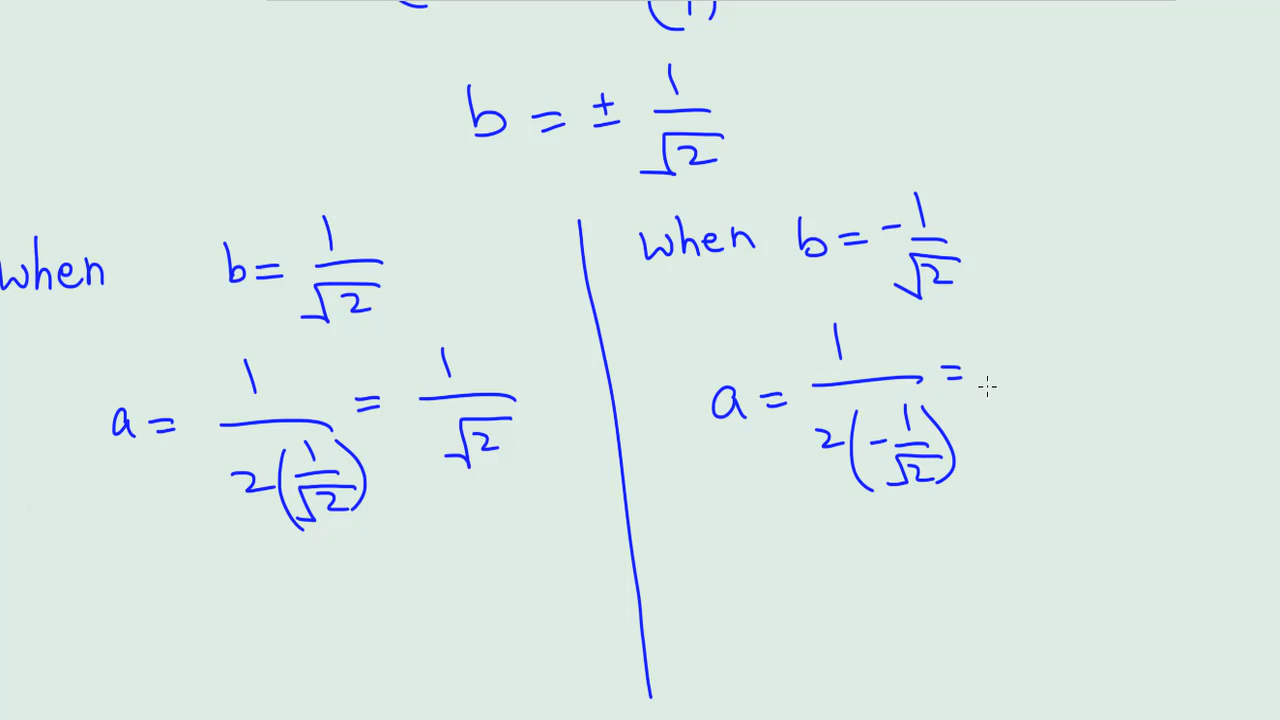 b = ± 1/√2
when b = 1/√2
a = 1/(2(1/√2)) = 1/√2
when b = -1/√2
a = 1/(2(-1/√2)) =